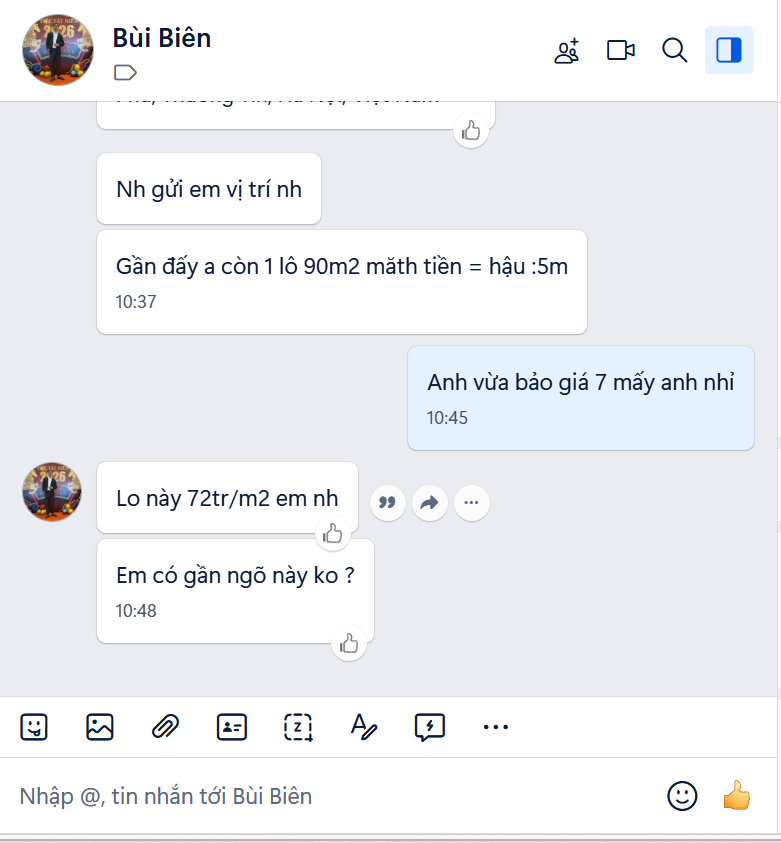 Bùi Biên
Nh gửi em vị trí nh
Gần đấy a còn 1 lô 90m2 măth tiền = hậu :5m
10:37
Anh vừa bảo giá 7 mấy anh nhỉ
10:45
Lo này 72tr/m2 em nh
Em có gần ngõ này ko ?
10:48
Nhập @, tin nhắn tới Bùi Biên